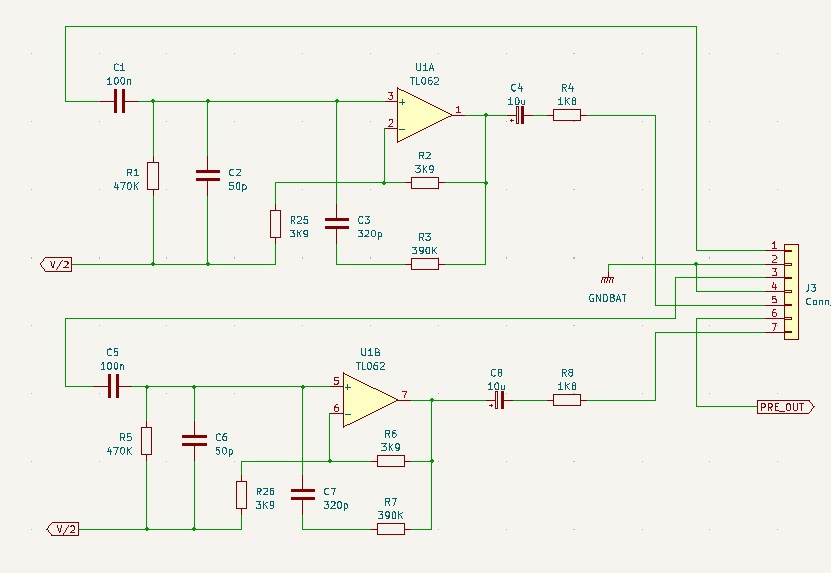 C1
100n
U1A
TL062
3
+
1
2
−
C4
10u
+
R4
1K8
R1
470K
C2
50p
R2
3K9
R25
3K9
C3
320p
R3
390K
V/2
GNDBAT
1
2
3
4
5
6
7
J3
Conn_
C5
100n
U1B
TL062
5
+
7
6
−
C8
10u
+
R8
1K8
PRE_OUT
R5
470K
C6
50p
R6
3K9
R26
3K9
C7
320p
R7
390K
V/2